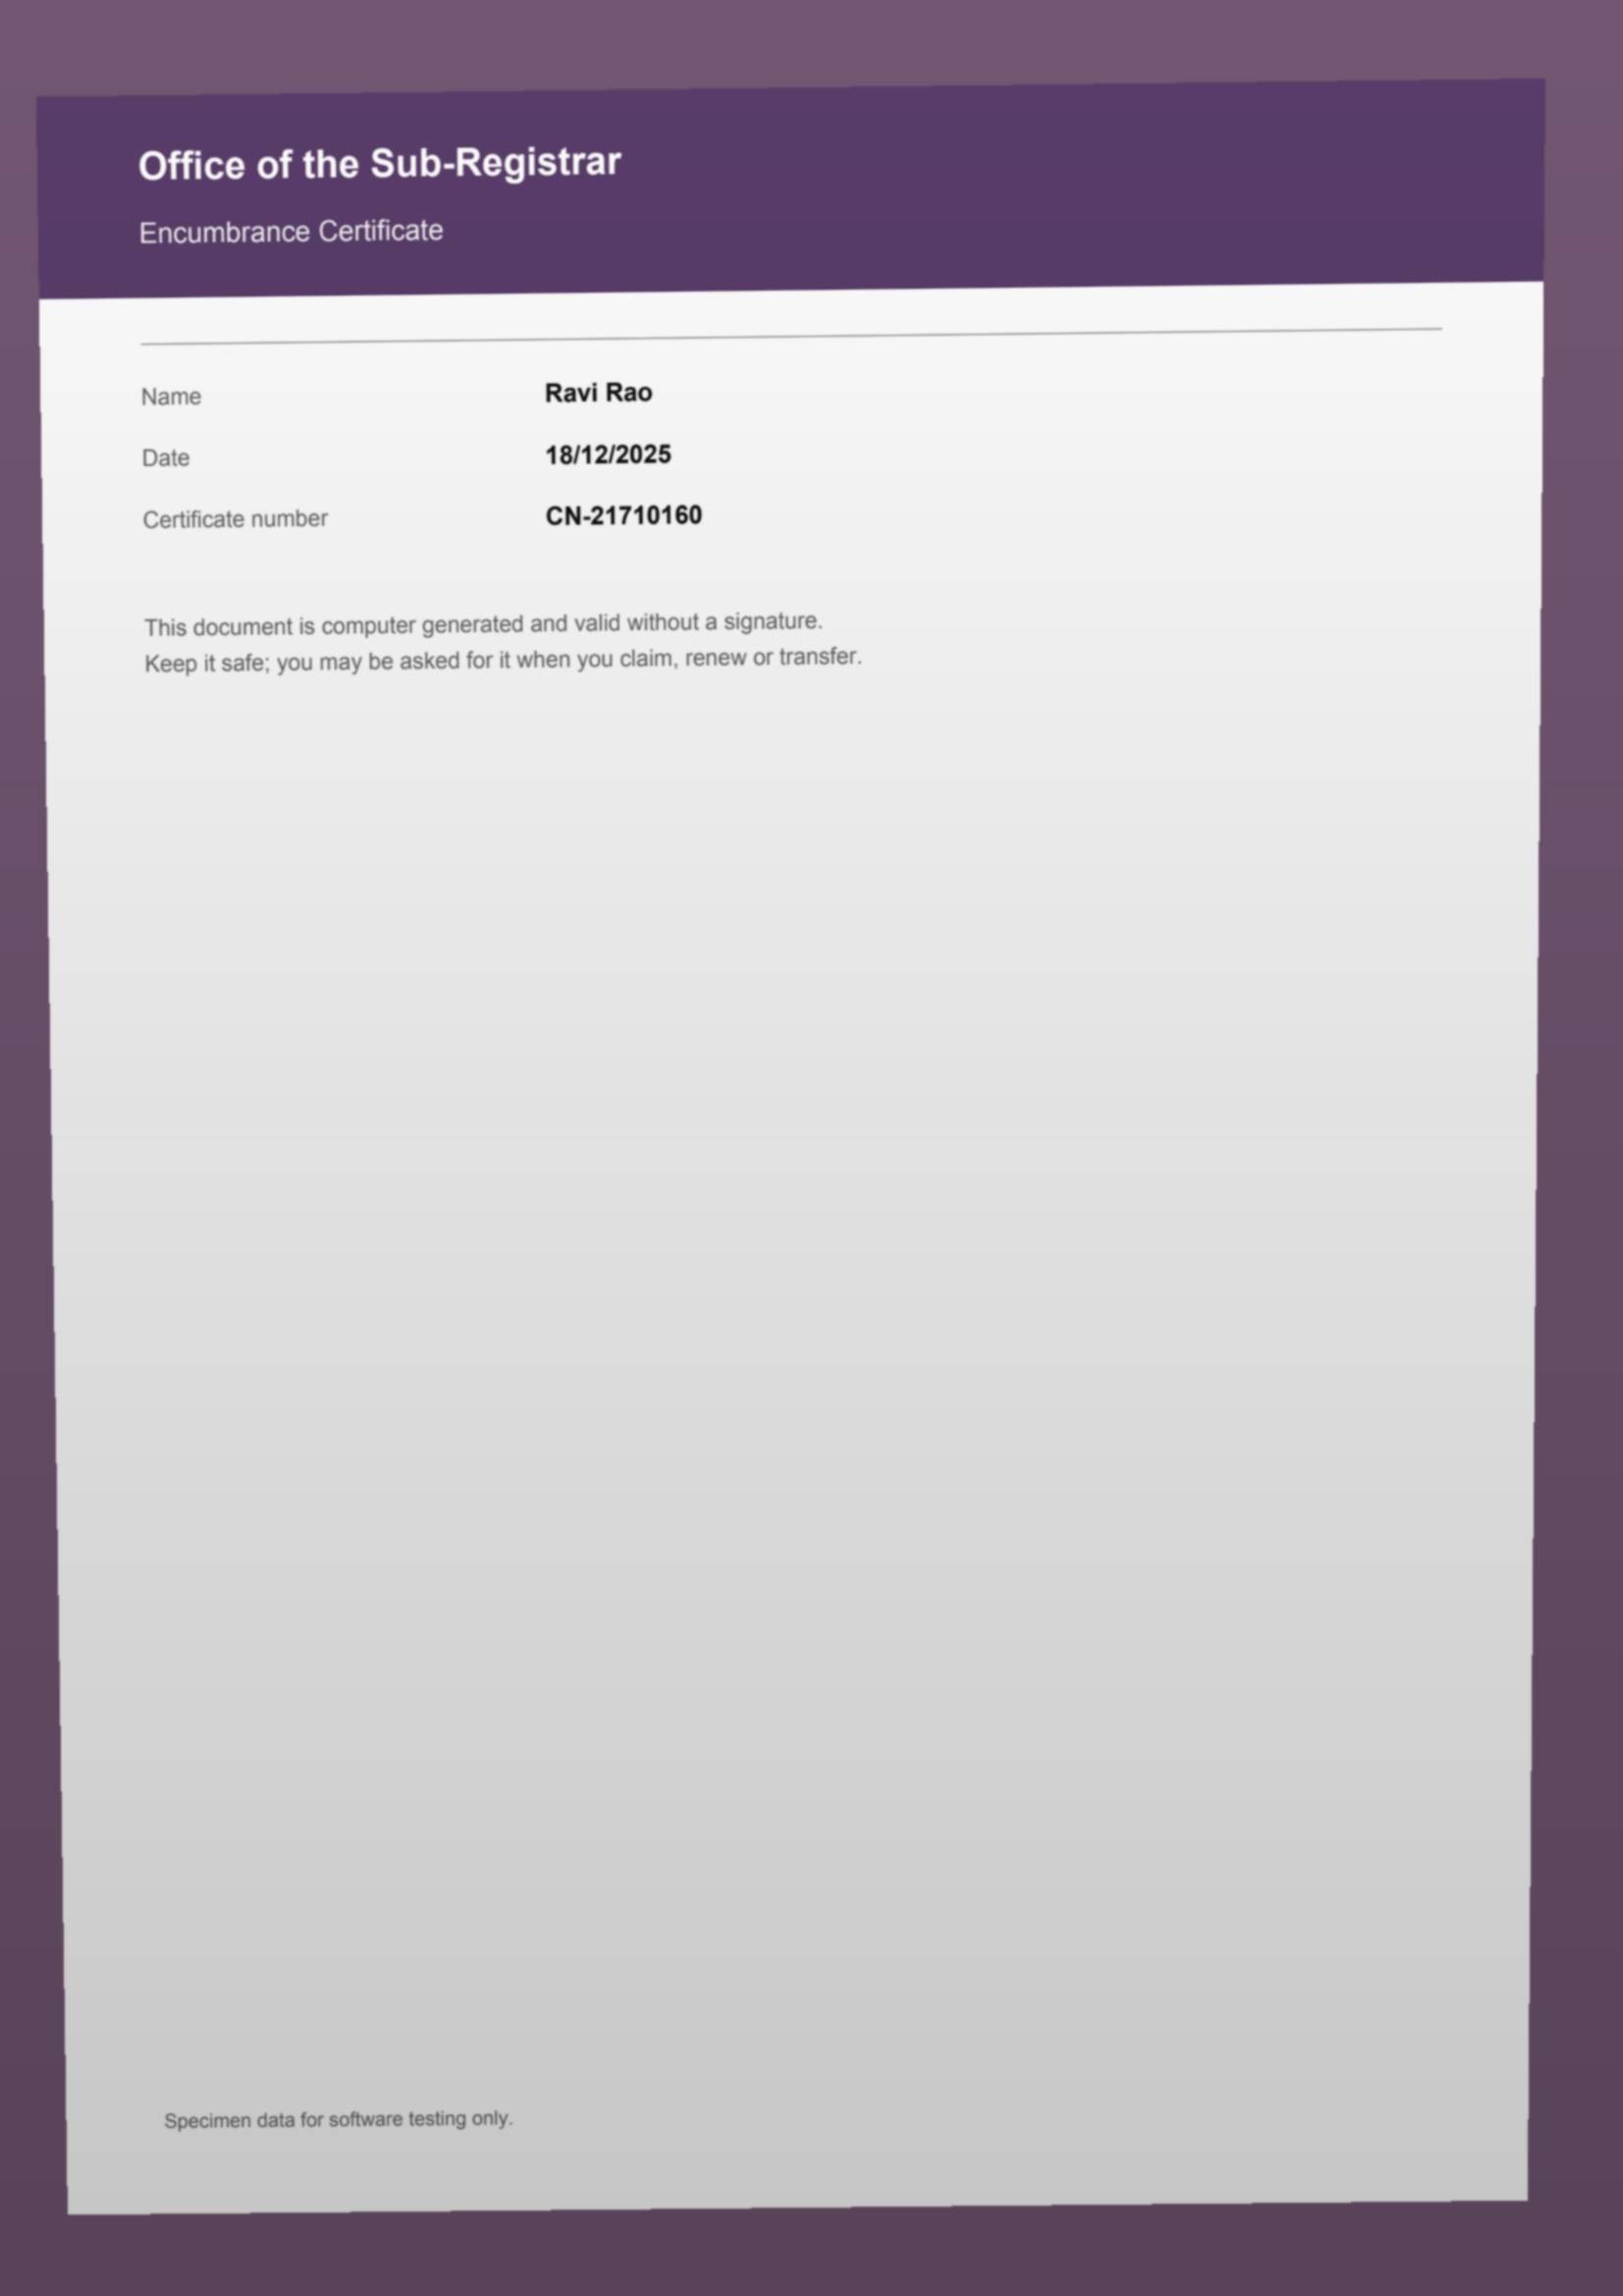 Office of the Sub-Registrar
Encumbrance Certificate
Name Ravi Rao
Date 18/12/2025
Certificate number CN-21710160
This document is computer generated and valid without a signature.
Keep it safe; you may be asked for it when you claim, renew or transfer.
Specimen data for software testing only.